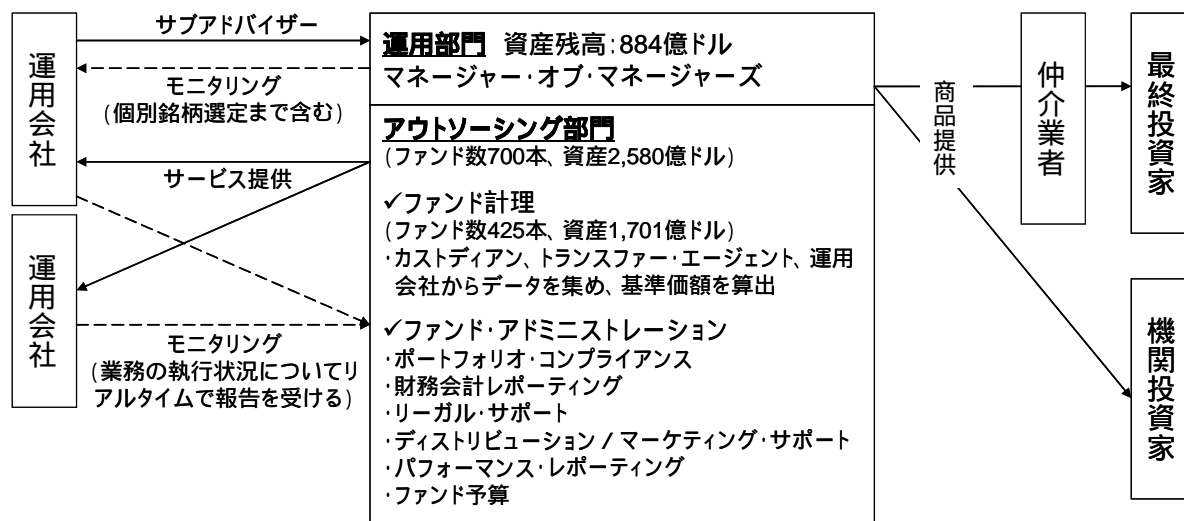 サブアドバイザー
運用会社
モニタリング
(個別銘柄選定まで含む)
運用部門 資産残高:884億ドル
マネージャー・オブ・マネージャーズ
アウトソーシング部門
(ファンド数700本、資産2,580億ドル)
サービス提供
✓ファンド計理
(ファンド数425本、資産1,701億ドル)
・カストディアン、トランスファー・エージェント、運用
会社からデータを集め、基準価額を算出
運用会社
モニタリング
(業務の執行状況についてリ
アルタイムで報告を受ける)
✓ファンド・アドミニストレーション
・ポートフォリオ・コンプライアンス
・財務会計レポーティング
・リーガル・サポート
・ディストリビューション / マーケティング・サポート
・パフォーマンス・レポーティング
・ファンド予算
商品提供
仲介業者
最終投資家
機関投資家